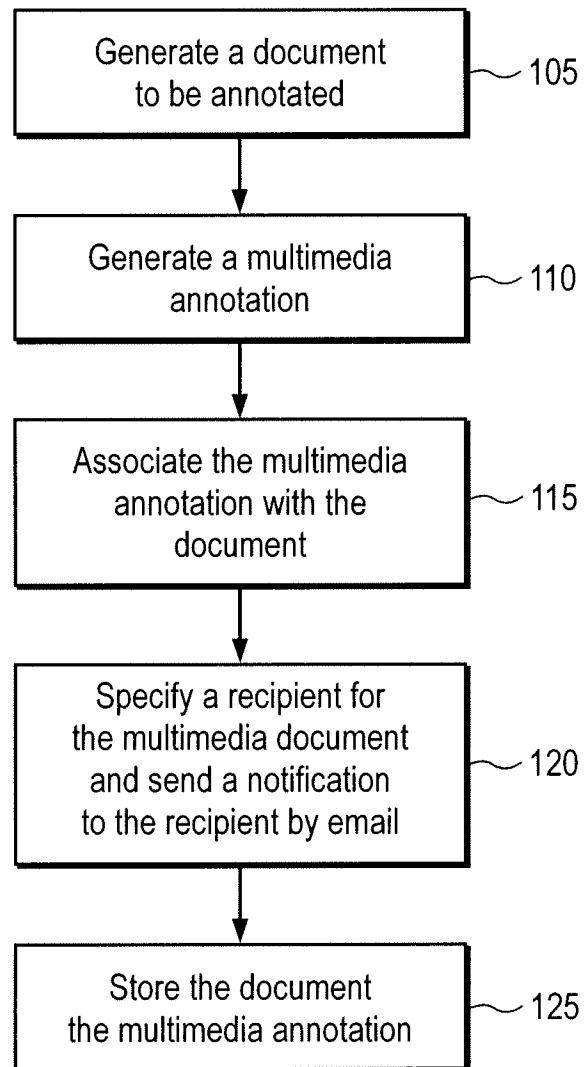 Generate a document
to be annotated
105
Generate a multimedia
annotation
110
Associate the multimedia
annotation with the
document
115
Specify a recipient for
the multimedia document
and send a notification
to the recipient by email
120
Store the document
the multimedia annotation
125